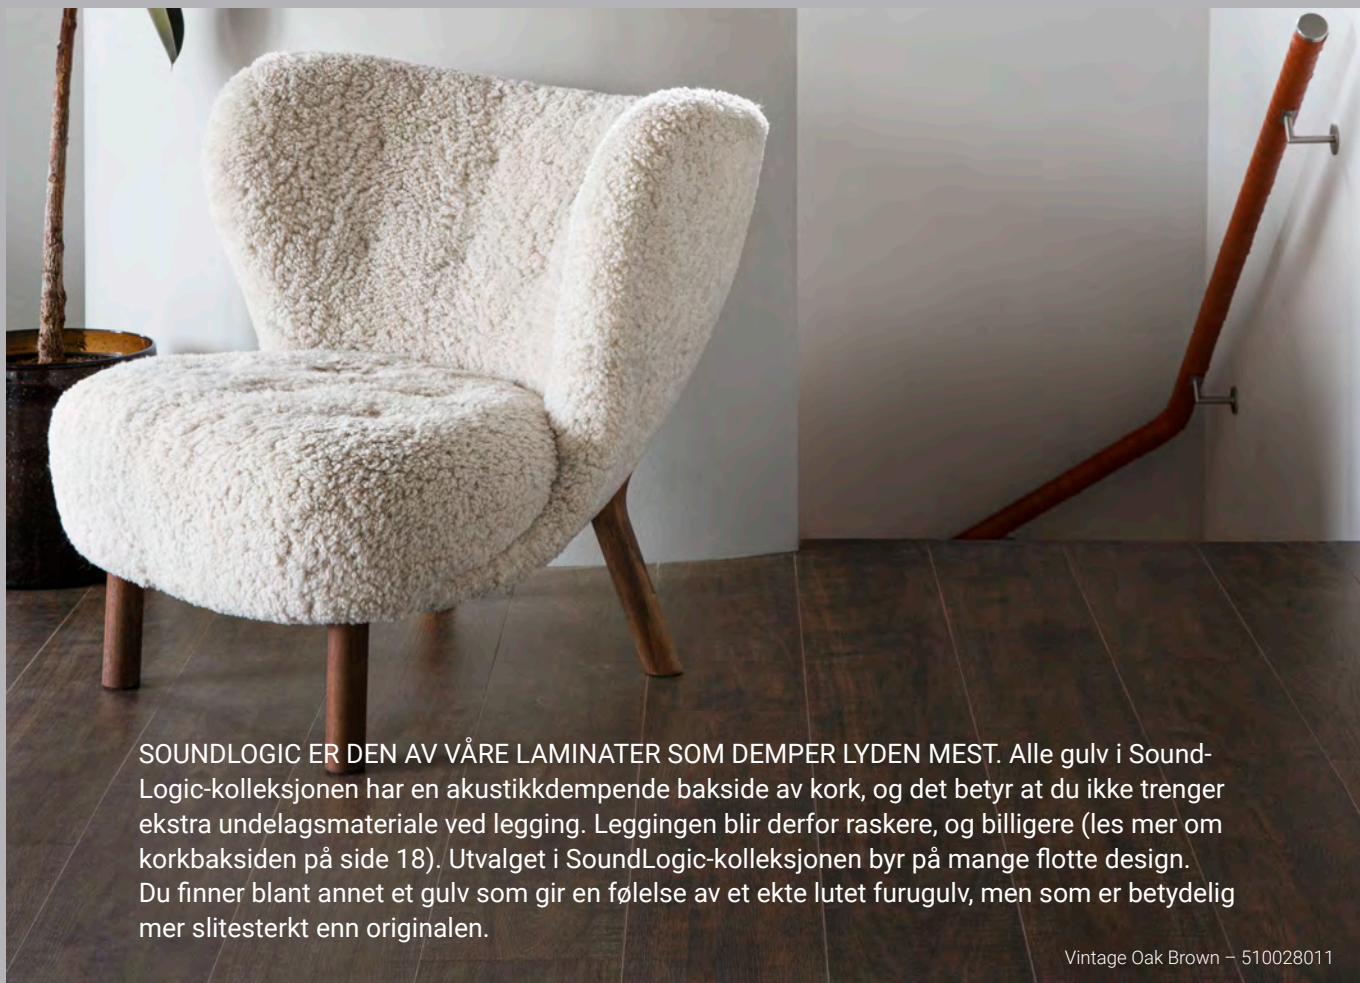 SOUNDLOGIC ER DEN AV VÅRE LAMINATER SOM DEMPER LYDEN MEST. Alle gulv i Sound-
Logic-kolleksjonen har en akustikkdempende bakside av kork, og det betyr at du ikke trenger
ekstra undelagsmateriale ved legging. Leggingen blir derfor raskere, og billigere (les mer om
korkbaksiden på side 18). Utvalget i SoundLogic-kolleksjonen byr på mange flotte design.
Du finner blant annet et gulv som gir en følelse av et ekte lutet furugulv, men som er betydelig
mer slitesterkt enn originalen.
Vintage Oak Brown – 510028011